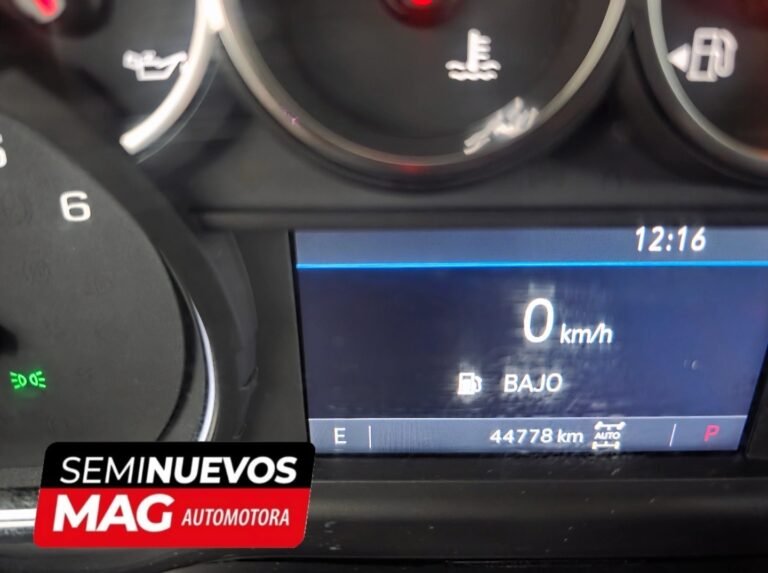 6
12:16
0 km/h
BAJO
E 44778 km AUTO P
SEMINUEVOS
MAG AUTOMOTORA